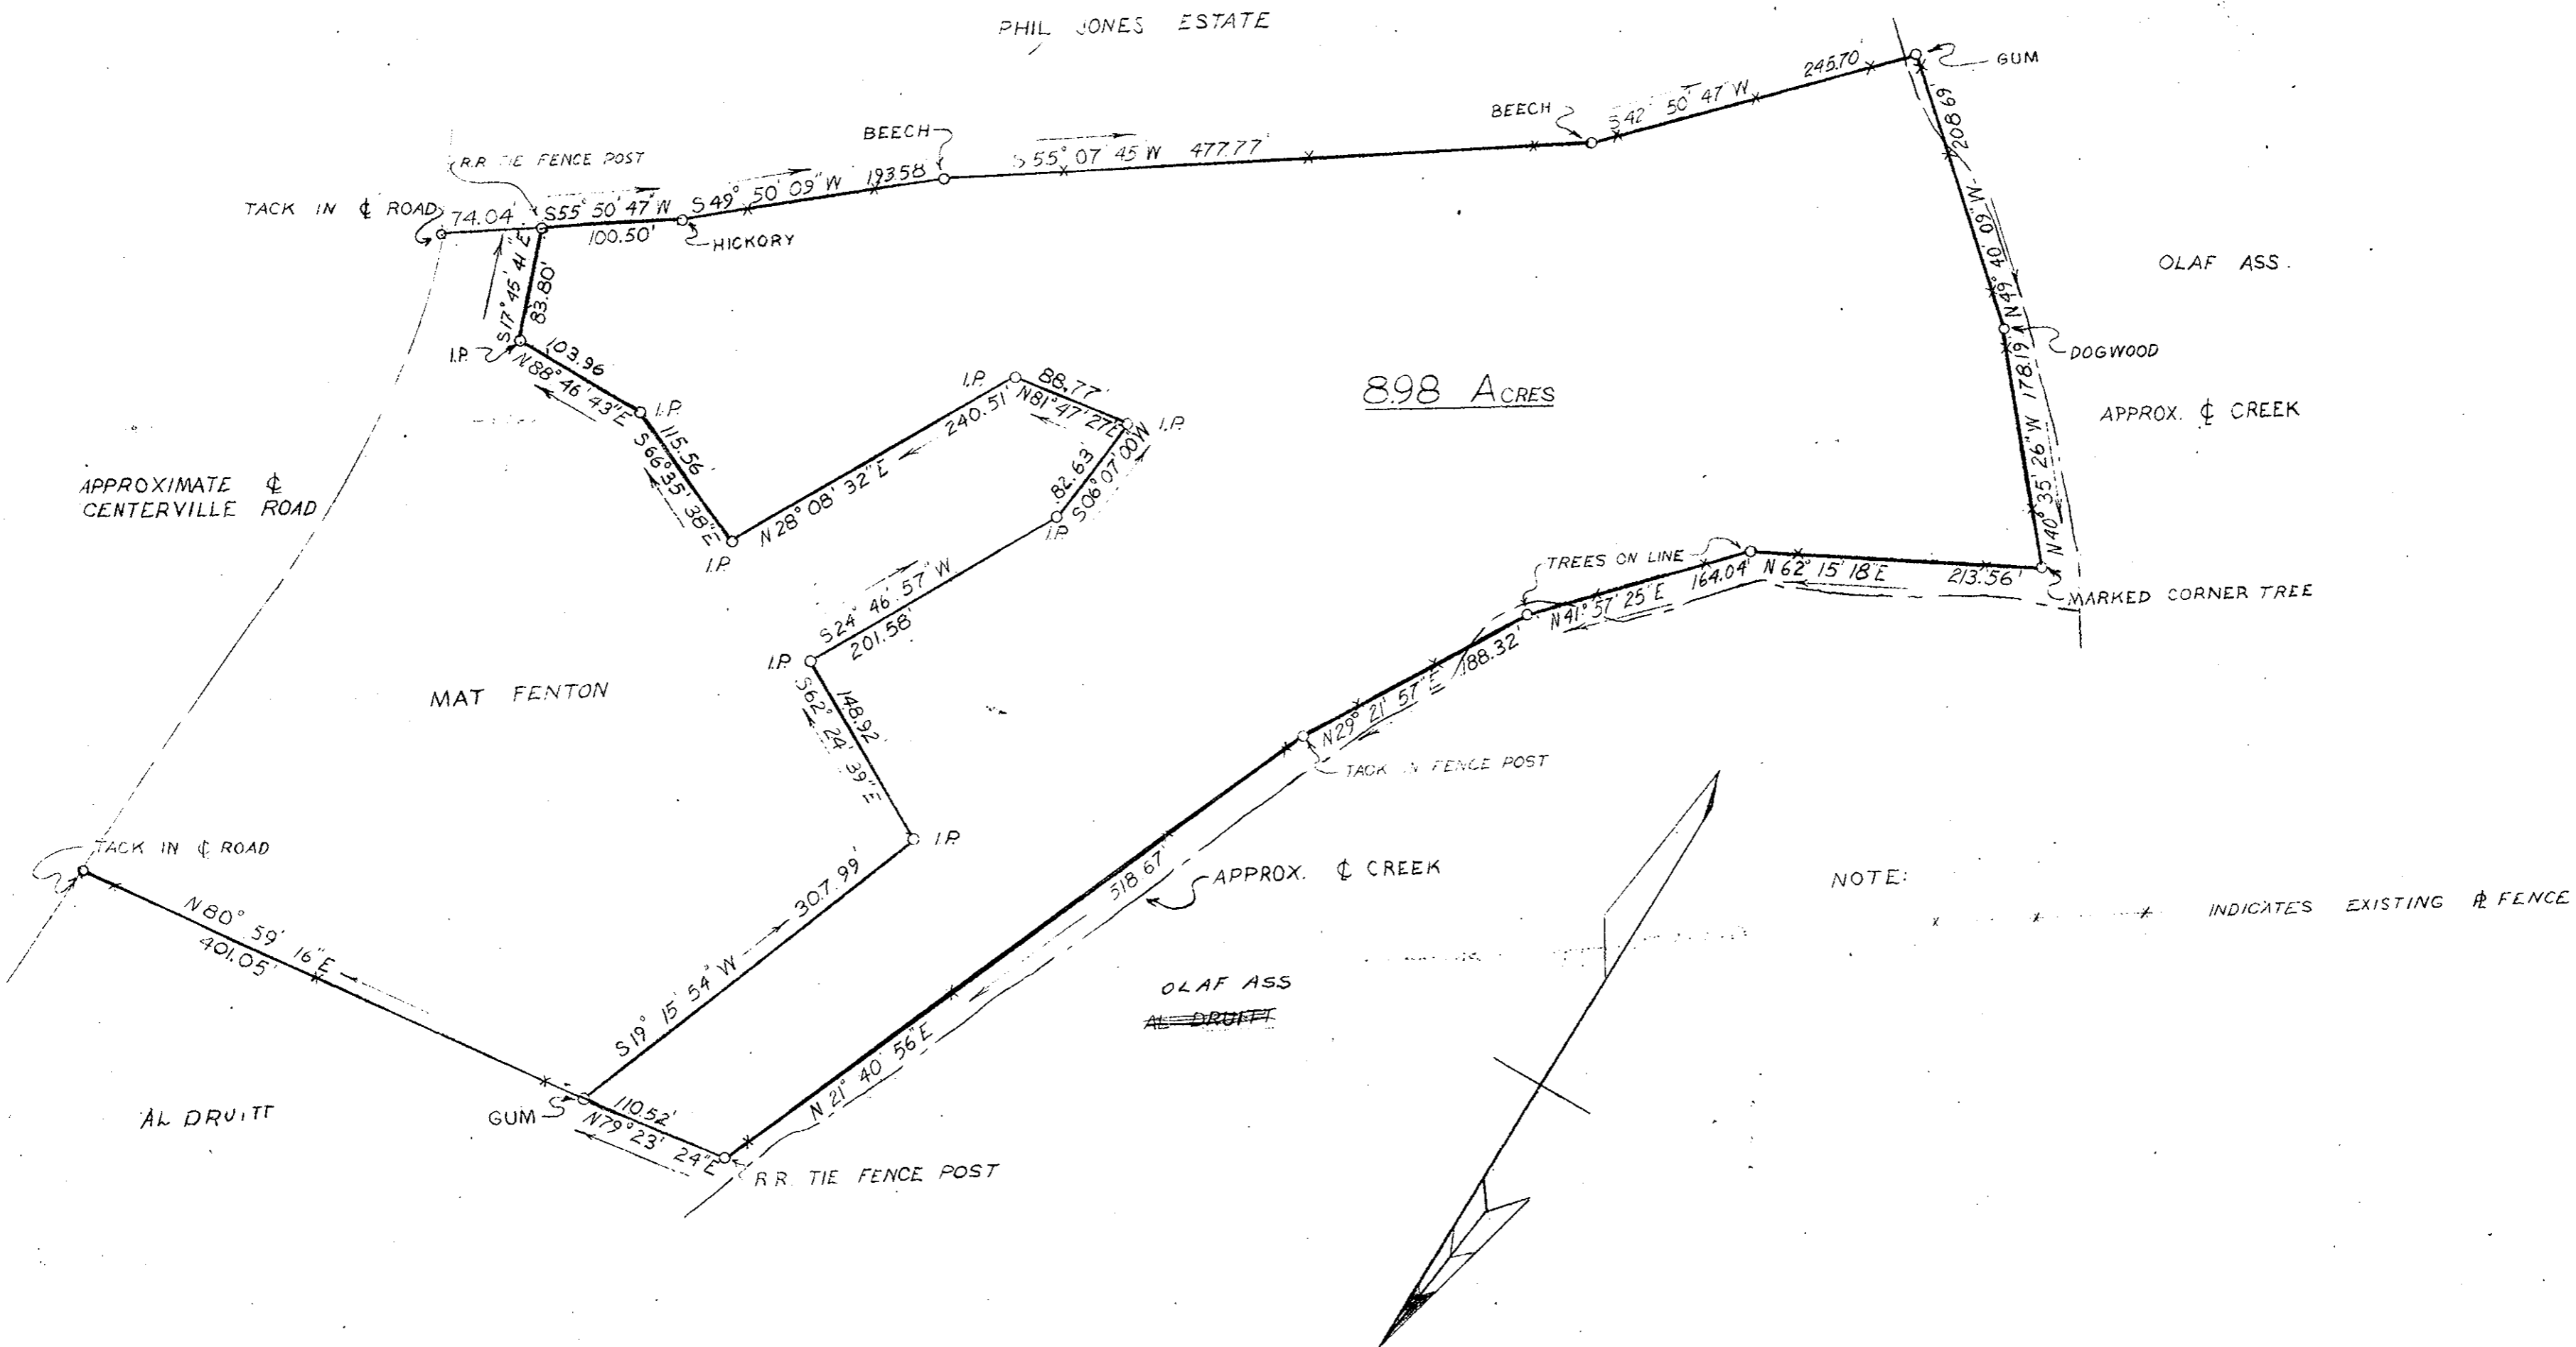 PHIL JONES ESTATE
GUM
245.70'
S 42° 50' 47" W
BEECH
BEECH
S 55° 07' 45" W 477.77'
193.58
S 49° 50' 09" W
R.R. TIE FENCE POST
TACK IN ℄ ROAD
74.04'
S55° 50' 47" W
100.50'
HICKORY
208.69'
N49° 40' 09" W
OLAF ASS.
DOGWOOD
178.19'
N40° 35' 26" W
APPROX. ℄ CREEK
S17° 45' 41" E
83.80'
I.P.
103.96
N88° 46' 43" E
I.P.
115.56
S66° 35' 38" E
I.P.
N 28° 08' 32" E
240.51'
I.P.
88.77'
N81° 47' 27" E
I.P.
82.63
S06° 07' 00" W
I.P.
8.98 ACRES
APPROXIMATE ℄
CENTERVILLE ROAD
S24° 46' 57" W
201.58'
I.P.
148.92
S62° 24' 39" E
I.P.
MAT FENTON
TREES ON LINE
164.04'
N41° 57' 25" E
N 62° 15' 18" E
213.56'
MARKED CORNER TREE
188.32'
N29° 21' 57" E
TACK IN FENCE POST
TACK IN ℄ ROAD
N80° 59' 16" E
401.05'
307.99'
S19° 15' 54" W
518.67'
N 21° 40' 56" E
APPROX. ℄ CREEK
OLAF ASS
AL DRUITT
NOTE:
INDICATES EXISTING ⅊ FENCE
AL DRUITT
GUM
110.52'
N79° 23' 24" E
R.R. TIE FENCE POST